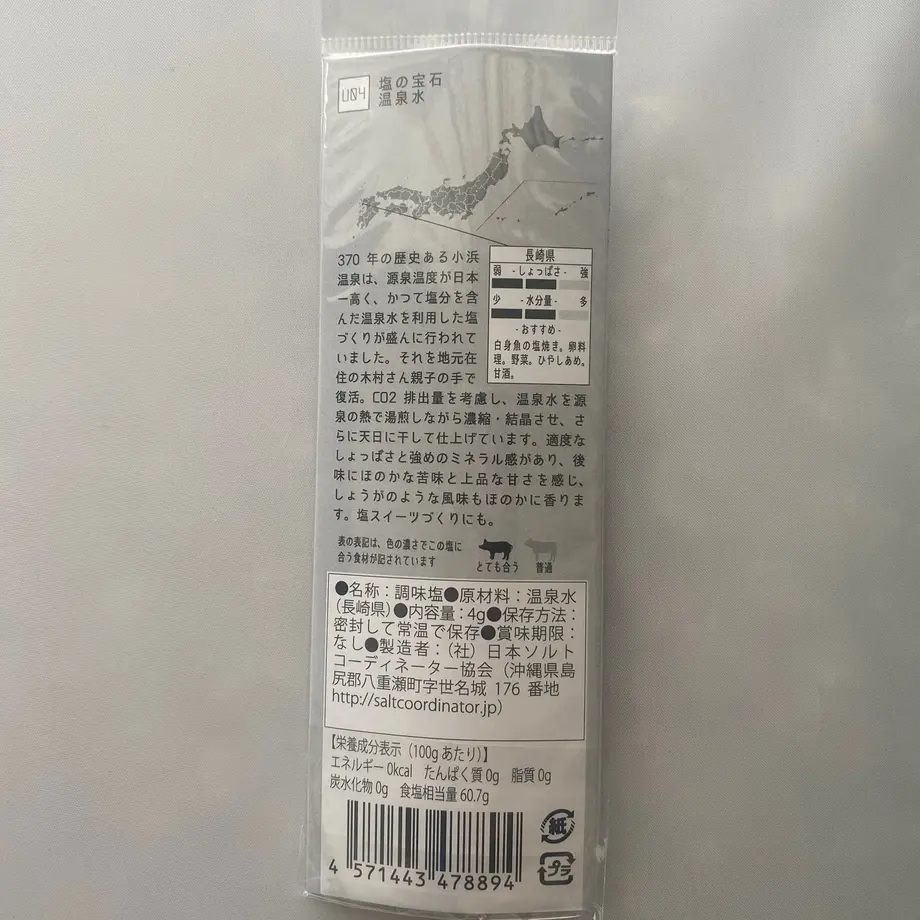 U04
塩の宝石
温泉水
370 年の歴史ある小浜
温泉は、源泉温度が日本
一高く、かつて塩分を含
んだ温泉水を利用した塩
づくりが盛んに行われて
いました。それを地元在
住の木村さん親子の手で
復活。CO2 排出量を考慮し、温泉水を源
泉の熱で湯煎しながら濃縮・結晶させ、さ
らに天日に干して仕上げています。適度な
しょっぱさと強めのミネラル感があり、後
味にほのかな苦味と上品な甘さを感じ、
しょうがのような風味もほのかに香りま
す。塩スイーツづくりにも。
長崎県
弱 -しょっぱさ- 強
少 -水分量- 多
-おすすめ-
白身魚の塩焼き。卵料
理。野菜。ひやしあめ。
甘酒。
表の表記は、色の濃さでこの塩に
合う食材が記されています
とても合う 普通
●名称：調味塩●原材料：温泉水
（長崎県）●内容量：4g●保存方法：
密封して常温で保存●賞味期限：
なし●製造者：（社）日本ソルト
コーディネーター協会（沖縄県島
尻郡八重瀬町字世名城 176 番地
http://saltcoordinator.jp）
【栄養成分表示（100gあたり）】
エネルギー 0kcal たんぱく質 0g 脂質 0g
炭水化物 0g 食塩相当量 60.7g
紙
プラ
4 571443 478894